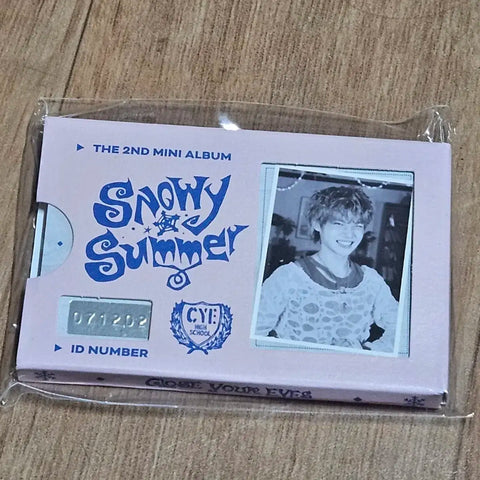 ▶ THE 2ND MINI ALBUM
Snowy
Summer
071202
CYE
HIGH
SCHOOL
▶ ID NUMBER
CLOSE YOUR EYES